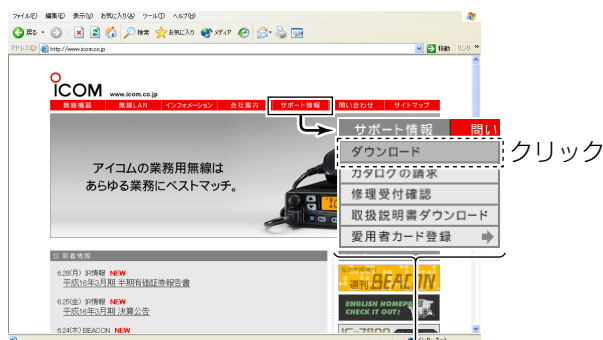 ファイル(F) 編集(E) 表示(V) お気に入り(A) ツール(T) ヘルプ(H)
戻る 検索 お気に入り メディア
アドレス(D) http://www.icom.co.jp 移動 リンク »
ICOM www.icom.co.jp
無線機器 無線LAN インフォメーション 会社案内 サポート情報 問い合わせ サイトマップ
サポート情報 問い
ダウンロード
クリック
カタログの請求
修理受付確認
取扱説明書ダウンロード
愛用者カード登録
アイコムの業務用無線は
あらゆる業務にベストマッチ。
新着情報
6.28(月) IR情報 NEW
平成16年3月期 半期有価証券報告書
6.25(金) IR情報 NEW
平成16年3月期 決算公告
6.24(木) BEACON NEW
週刊 BEACON
ENGLISH HOMEPAGE
CHECK IT OUT!
IC-7800